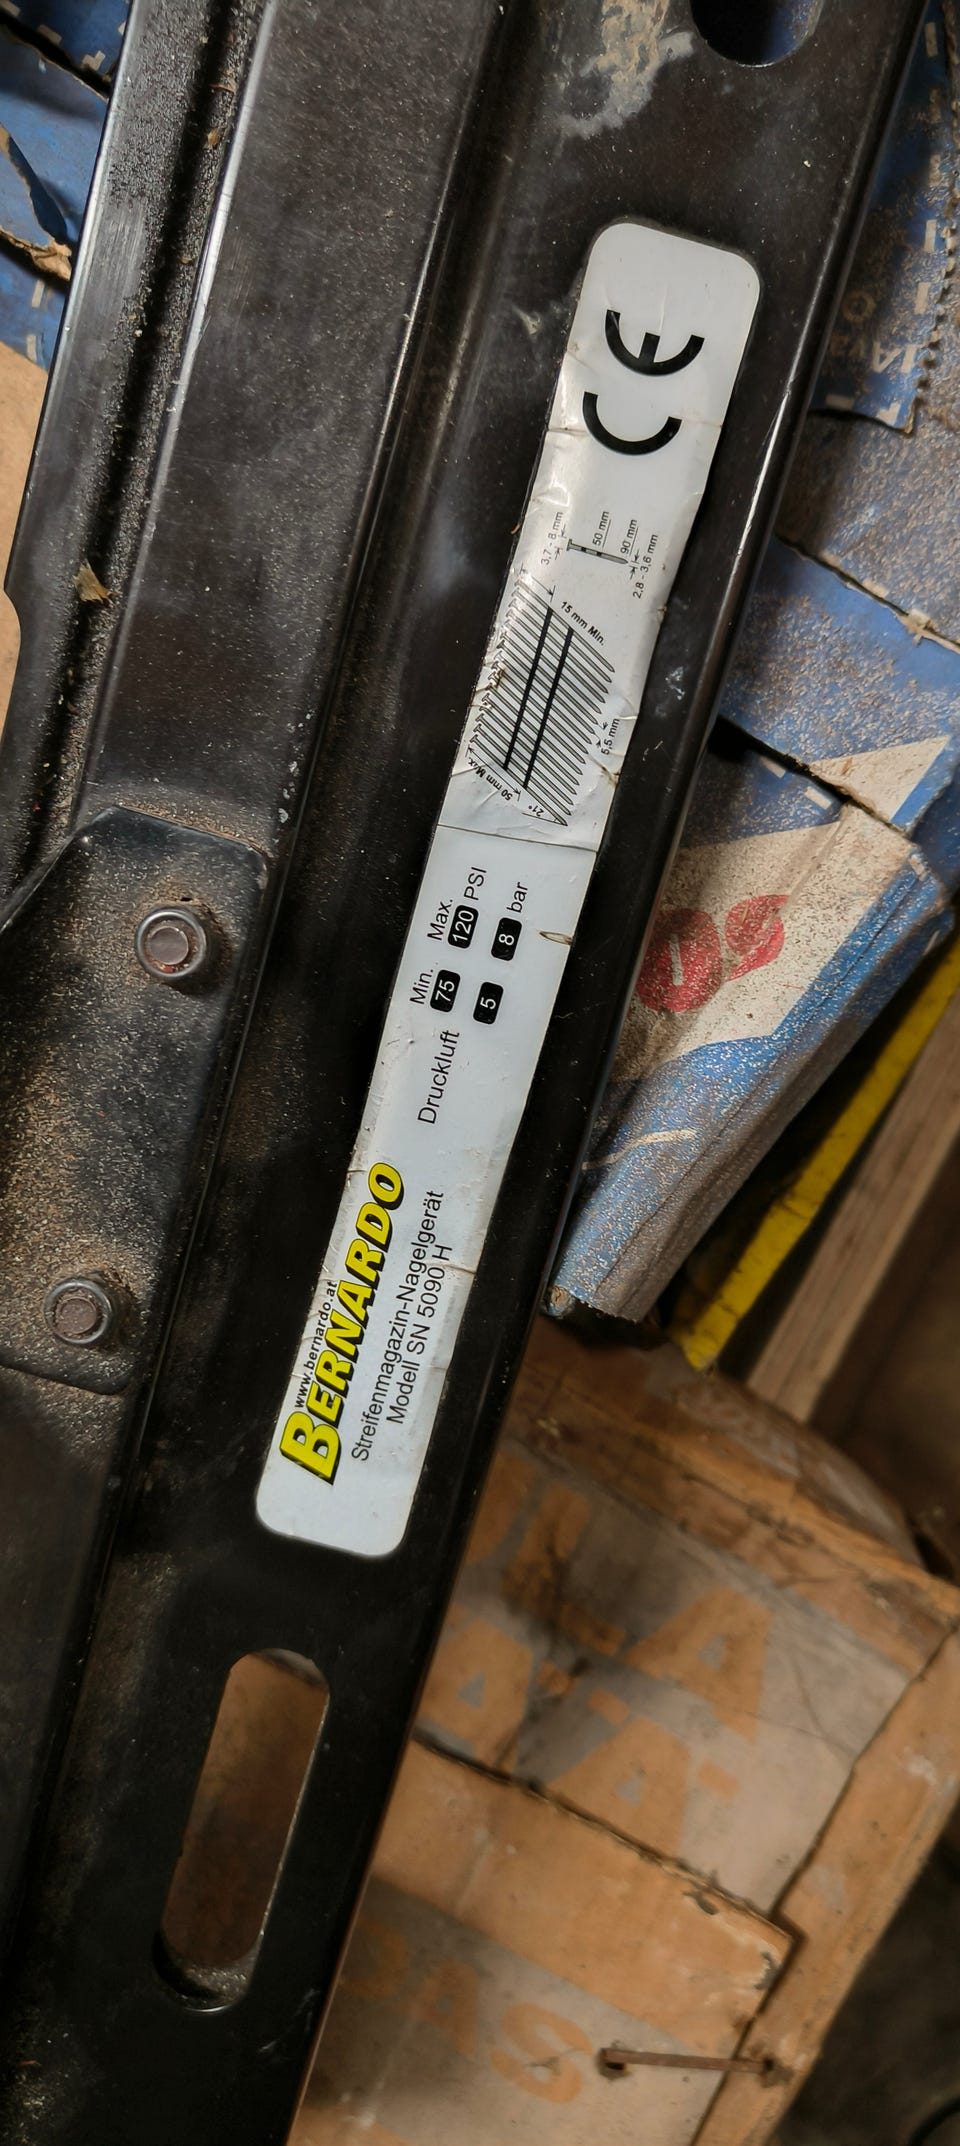 www.bernardo.at
BERNARDO
Streifenmagazin-Nagelgerät
Modell SN 5090 H
Druckluft
Min. Max.
75 120 PSI
5 8 bar
50 mm Max.
21°
15 mm Min.
5,5 mm
3,7 - 8 mm
50 mm
90 mm
2,8 - 3,6 mm
CE